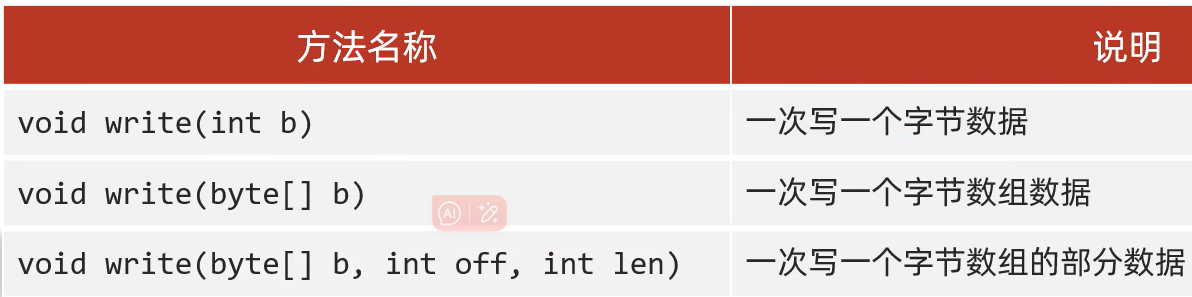 方法名称 说明
void write(int b) 一次写一个字节数据
void write(byte[] b) 一次写一个字节数组数据
AI
void write(byte[] b, int off, int len) 一次写一个字节数组的部分数据